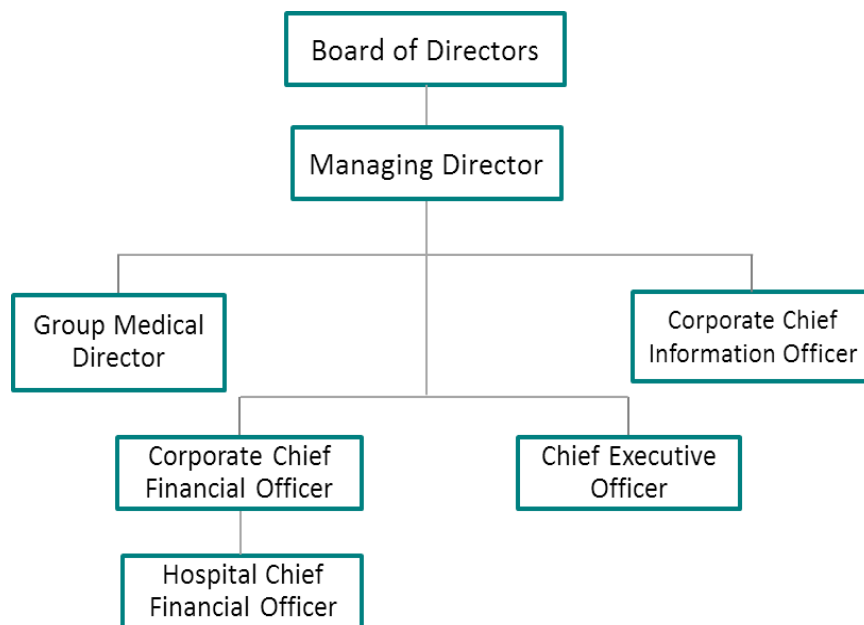 Board of Directors
Managing Director
Group Medical
Director
Corporate Chief
Information Officer
Corporate Chief
Financial Officer
Chief Executive
Officer
Hospital Chief
Financial Officer